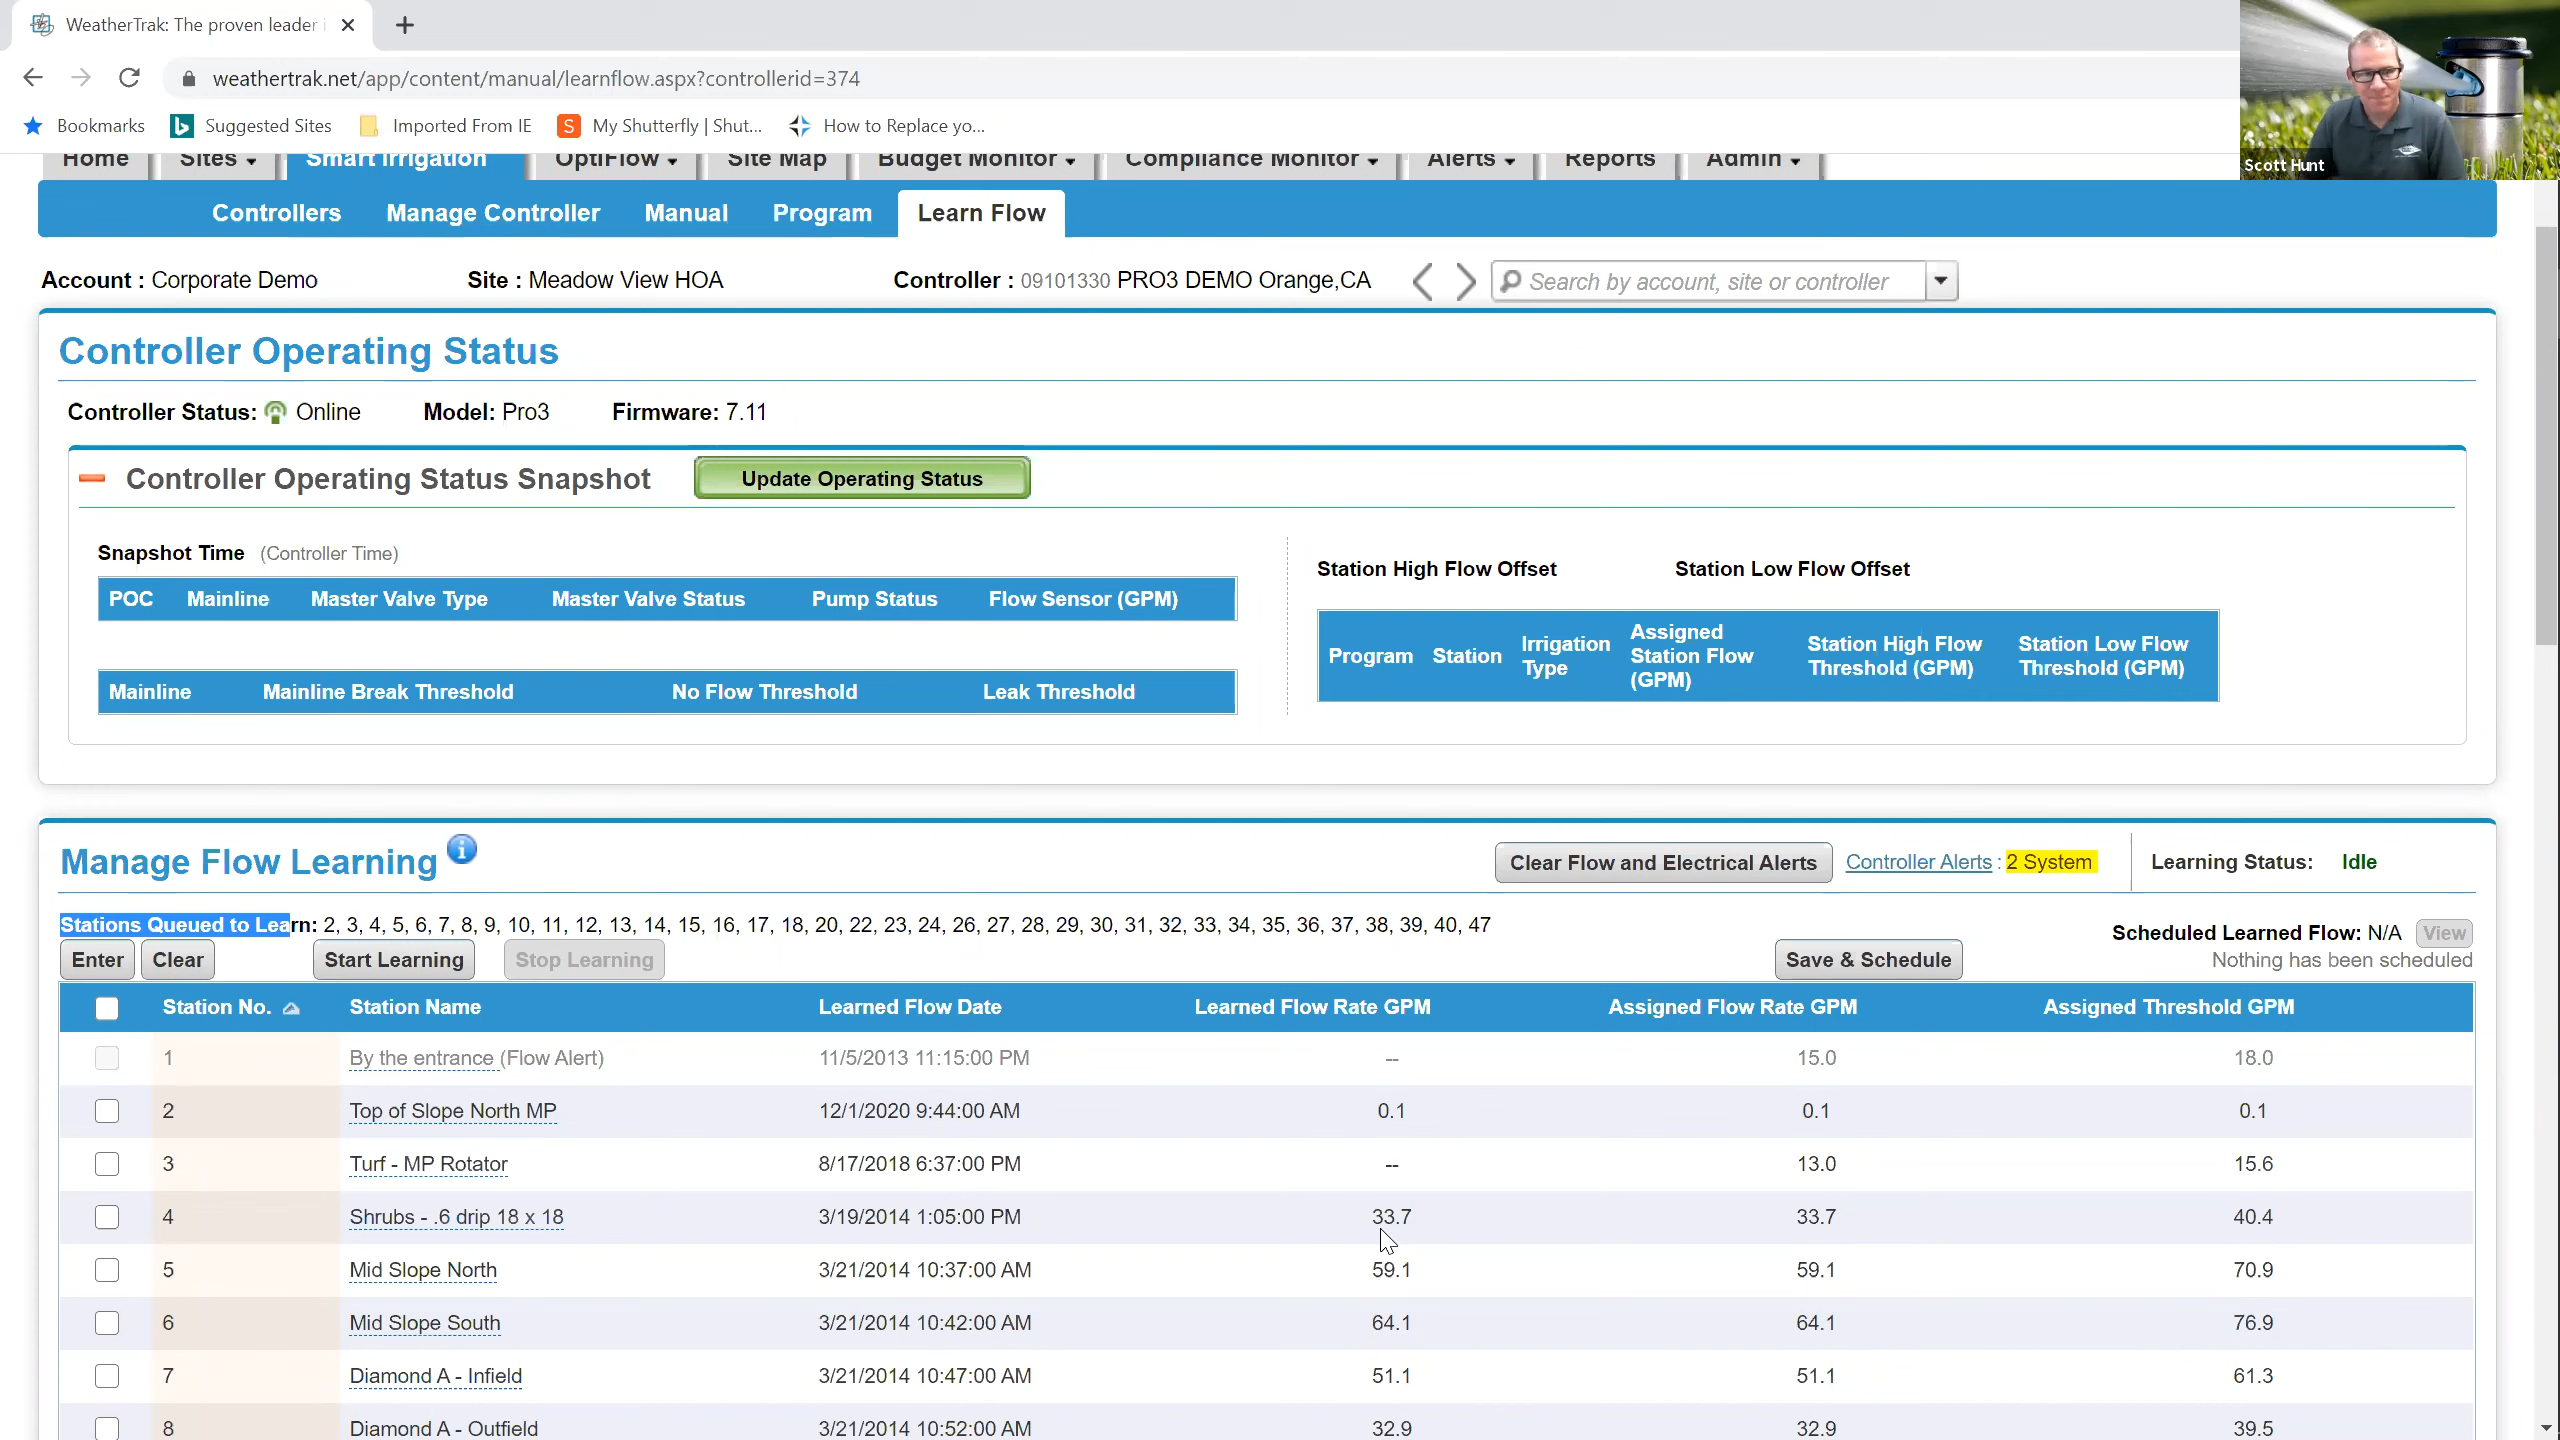 WeatherTrak: The proven leader i
weathertrak.net/app/content/manual/learnflow.aspx?controllerid=374
Bookmarks Suggested Sites Imported From IE My Shutterfly | Shut... How to Replace yo...
Scott Hunt
Home Sites Smart Irrigation OptiFlow Site Map Budget Monitor Compliance Monitor Alerts Reports Admin
Controllers Manage Controller Manual Program Learn Flow
Account : Corporate Demo Site : Meadow View HOA Controller : 09101330 PRO3 DEMO Orange,CA Search by account, site or controller
Controller Operating Status
Controller Status: Online Model: Pro3 Firmware: 7.11
Controller Operating Status Snapshot Update Operating Status
Snapshot Time (Controller Time)
POC Mainline Master Valve Type Master Valve Status Pump Status Flow Sensor (GPM)
Mainline Mainline Break Threshold No Flow Threshold Leak Threshold
Station High Flow Offset Station Low Flow Offset
Program Station Irrigation Type Assigned Station Flow (GPM) Station High Flow Threshold (GPM) Station Low Flow Threshold (GPM)
Manage Flow Learning Clear Flow and Electrical Alerts Controller Alerts : 2 System Learning Status: Idle
Stations Queued to Learn: 2, 3, 4, 5, 6, 7, 8, 9, 10, 11, 12, 13, 14, 15, 16, 17, 18, 20, 22, 23, 24, 26, 27, 28, 29, 30, 31, 32, 33, 34, 35, 36, 37, 38, 39, 40, 47
Scheduled Learned Flow: N/A View
Enter Clear Start Learning Stop Learning Save & Schedule Nothing has been scheduled
Station No. Station Name Learned Flow Date Learned Flow Rate GPM Assigned Flow Rate GPM Assigned Threshold GPM
1 By the entrance (Flow Alert) 11/5/2013 11:15:00 PM -- 15.0 18.0
2 Top of Slope North MP 12/1/2020 9:44:00 AM 0.1 0.1 0.1
3 Turf - MP Rotator 8/17/2018 6:37:00 PM -- 13.0 15.6
4 Shrubs - .6 drip 18 x 18 3/19/2014 1:05:00 PM 33.7 33.7 40.4
5 Mid Slope North 3/21/2014 10:37:00 AM 59.1 59.1 70.9
6 Mid Slope South 3/21/2014 10:42:00 AM 64.1 64.1 76.9
7 Diamond A - Infield 3/21/2014 10:47:00 AM 51.1 51.1 61.3
8 Diamond A - Outfield 3/21/2014 10:52:00 AM 32.9 32.9 39.5